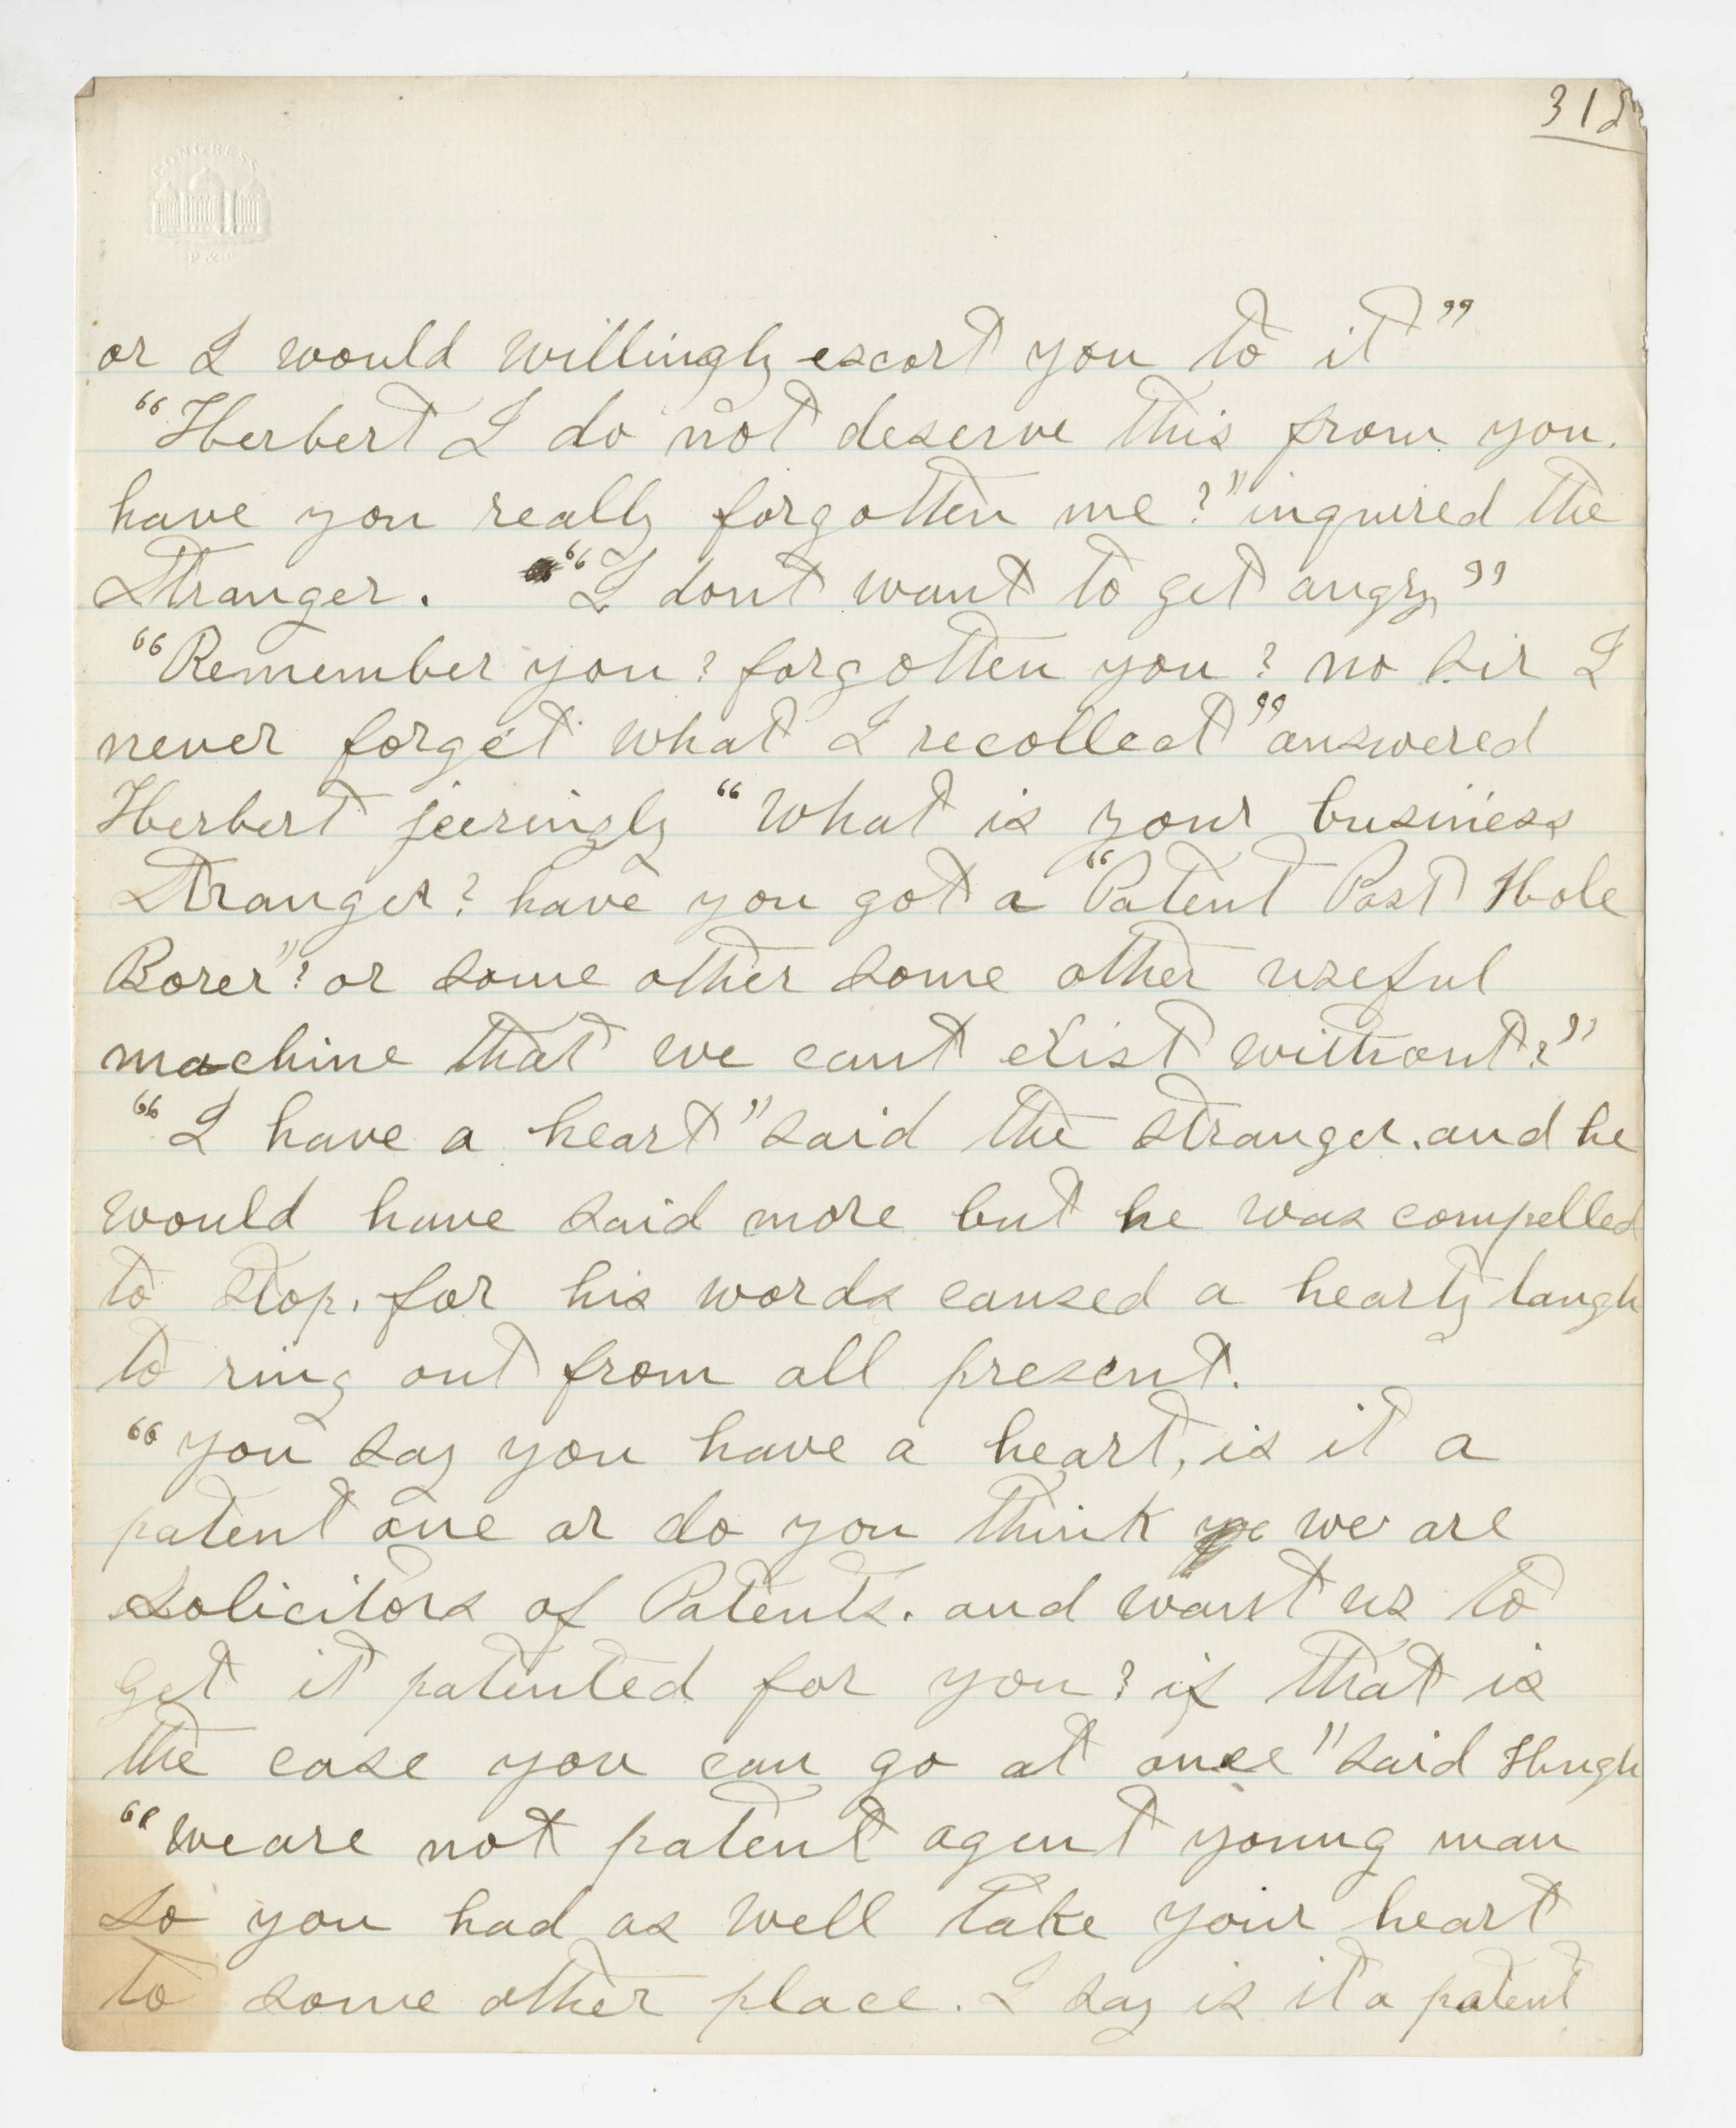 318
CONGRESS
P & P
or I would willingly escort you to it"
"Herbert I do not deserve this from you.
have you really forgotten me?" inquired the
Stranger. "I dont want to get angry"
"Remember you? forgotten you? no sir I
never forget what I recollect" answered
Herbert jeeringly "What is your business
Stranger? have you got a "Patent Post Hole
Borer"? or some other some other useful
machine that we cant exist without?"
"I have a heart" said the stranger. and he
would have said more but he was compelled
to stop. for his words caused a hearty laugh
to ring out from all present.
"you say you have a heart, is it a
patent one or do you think we are
Solicitors of Patents. and want us to
get it patented for you? if that is
the case you can go at once" said Hugh
"we are not patent agent young man
so you had as well take your heart
to some other place. I say is it a patent